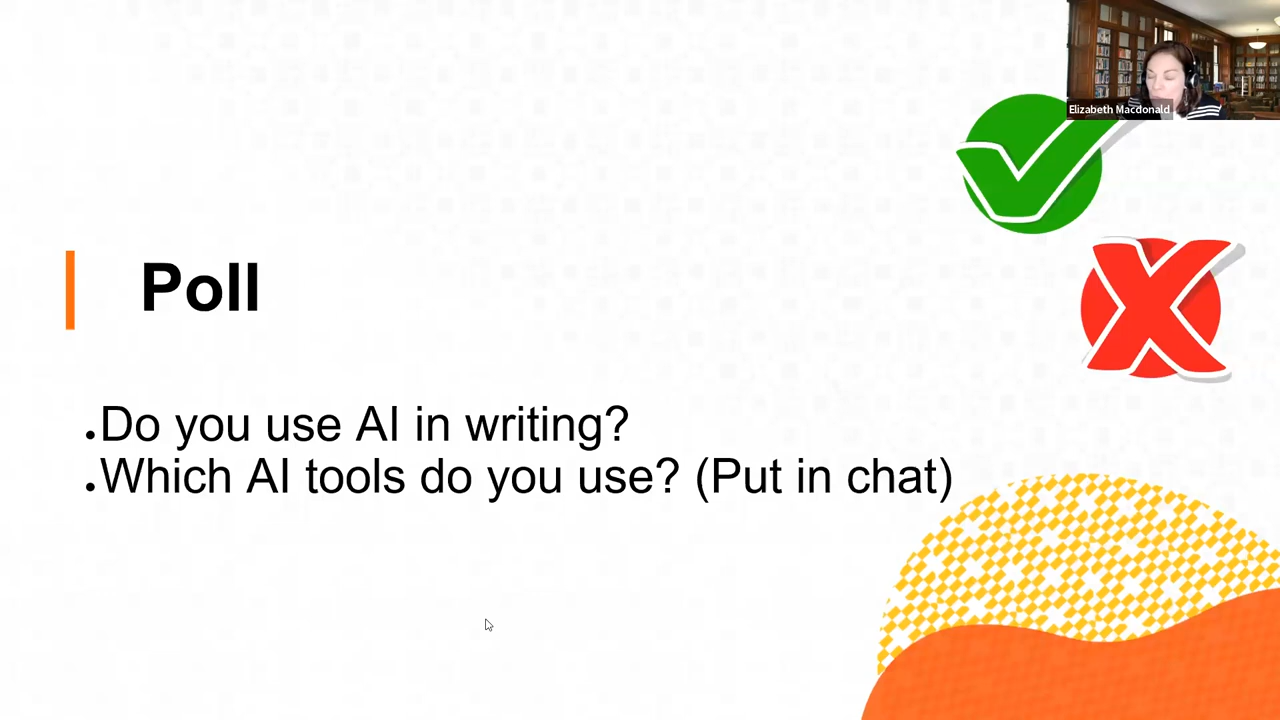 Elizabeth Macdonald
Poll
.Do you use AI in writing?
.Which AI tools do you use? (Put in chat)